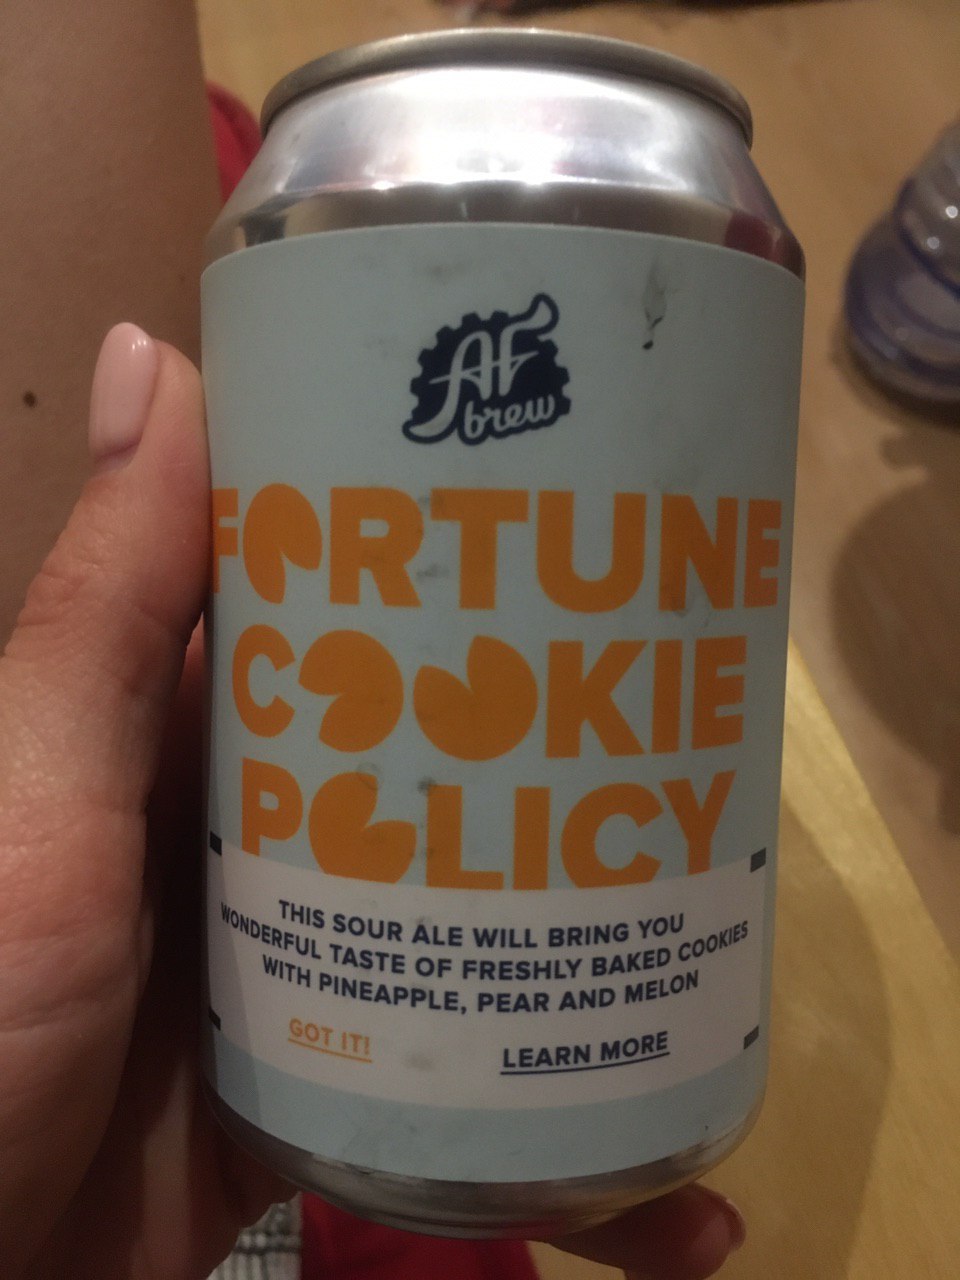 AF
brew
FORTUNE
COOKIE
POLICY
THIS SOUR ALE WILL BRING YOU
WONDERFUL TASTE OF FRESHLY BAKED COOKIES
WITH PINEAPPLE, PEAR AND MELON
GOT IT!
LEARN MORE